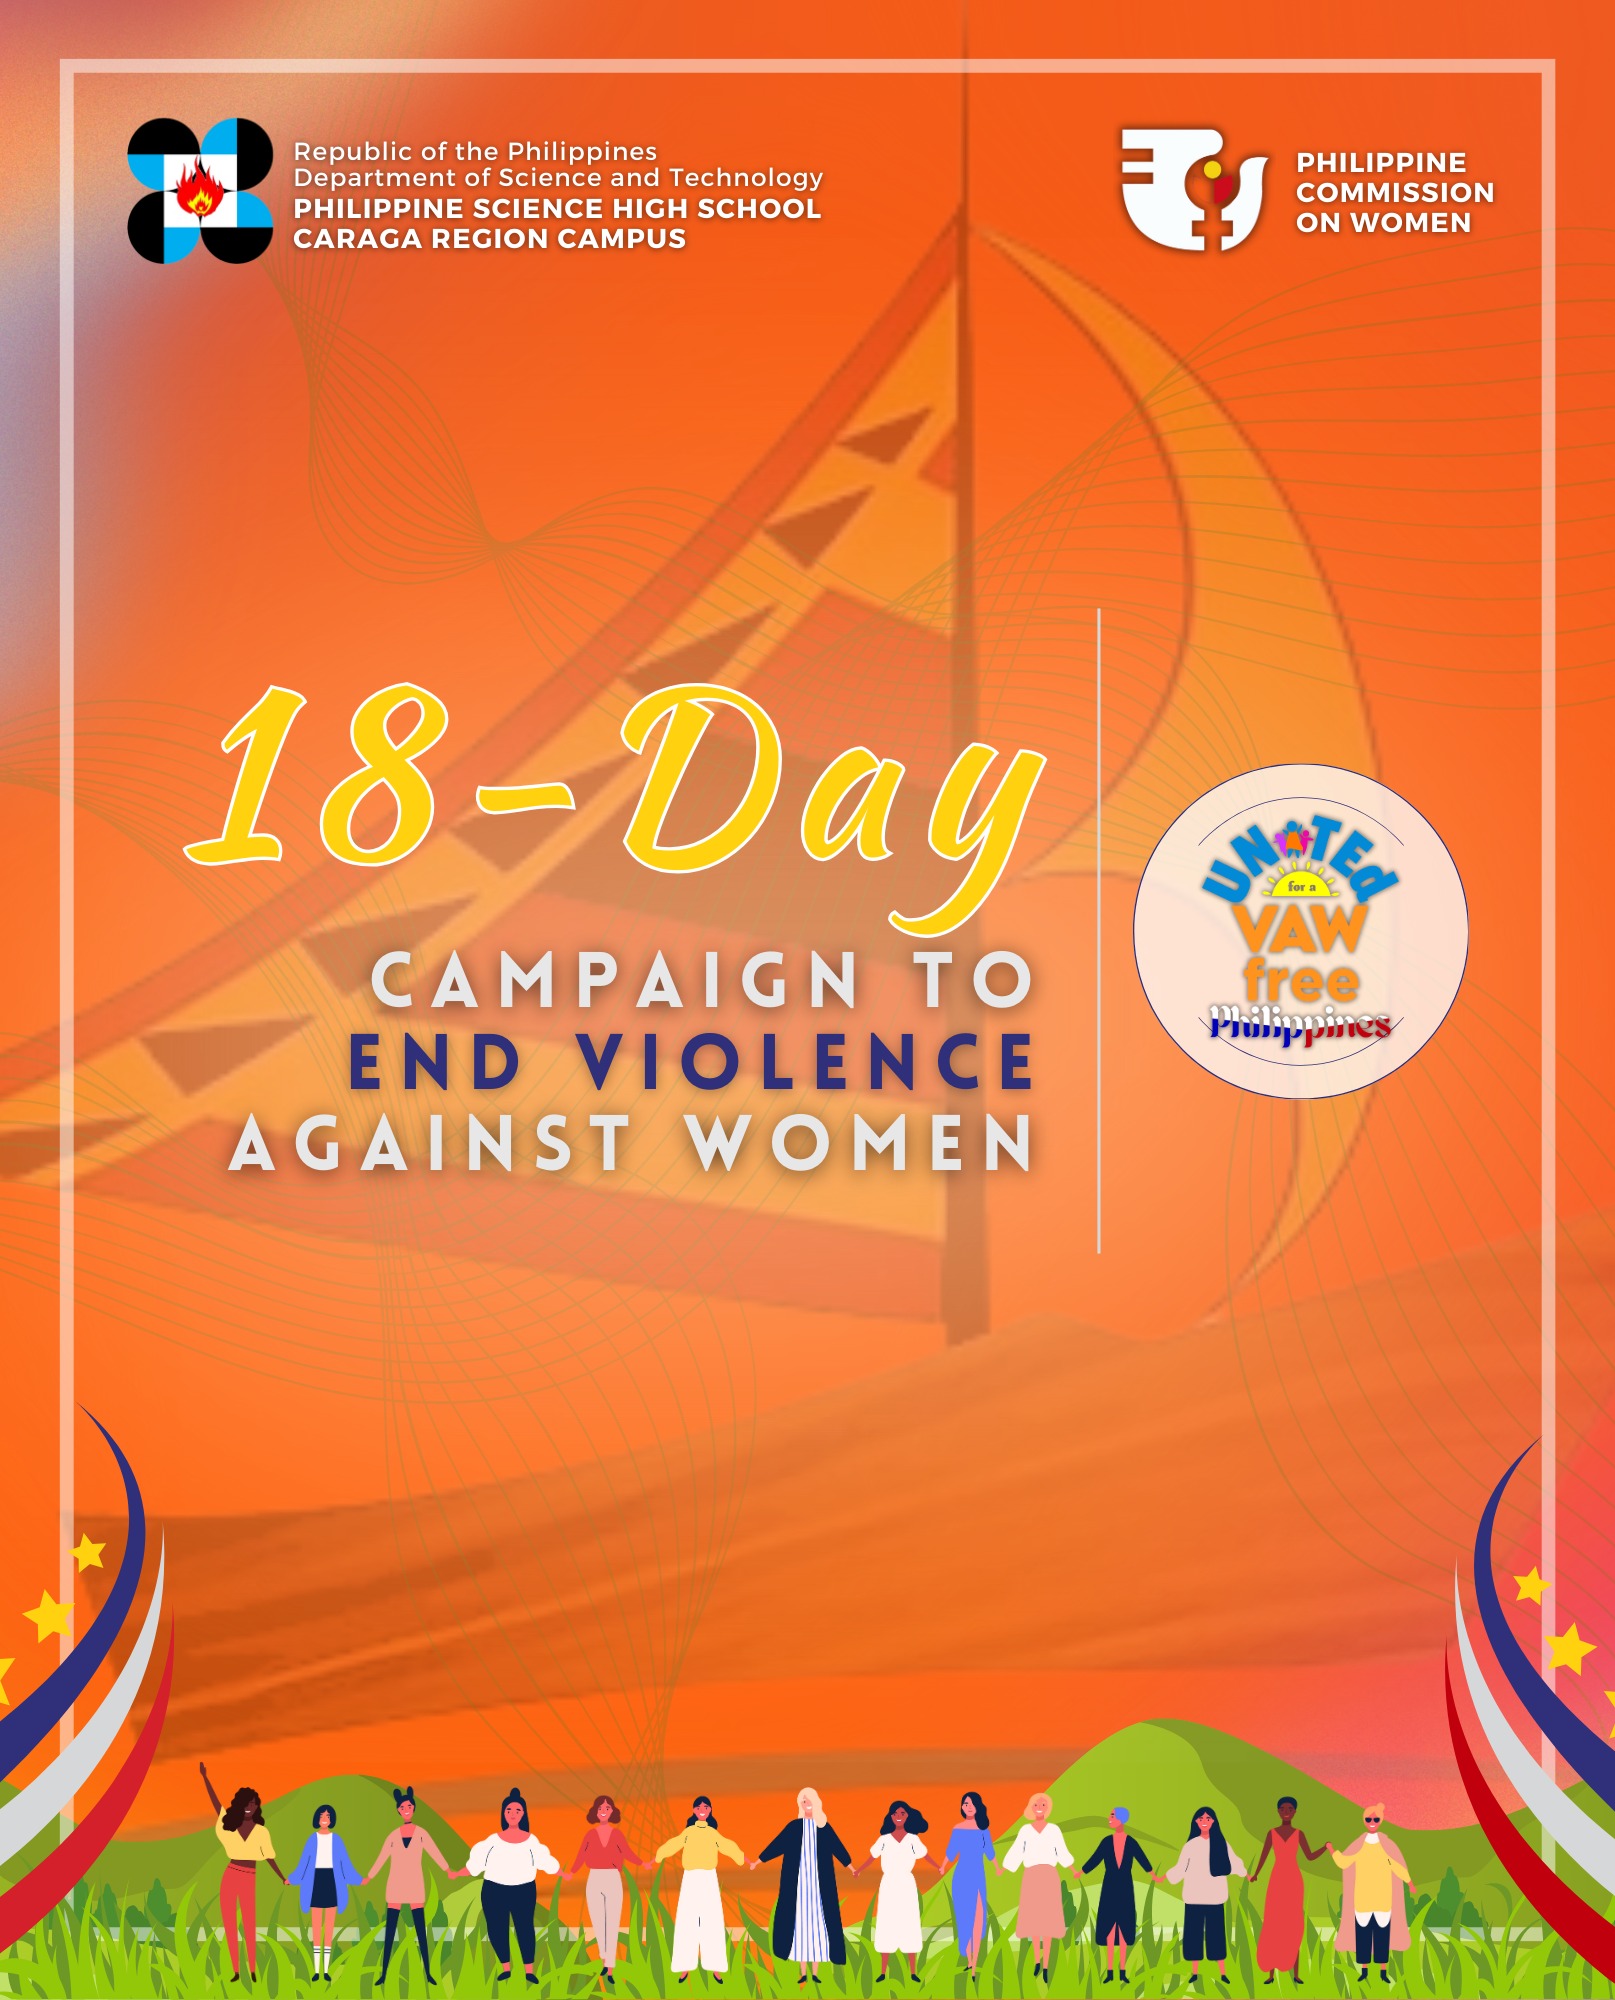 Republic of the Philippines
Department of Science and Technology
PHILIPPINE SCIENCE HIGH SCHOOL
CARAGA REGION CAMPUS
PHILIPPINE
COMMISSION
ON WOMEN
18-Day
CAMPAIGN TO
END VIOLENCE
AGAINST WOMEN
UNiTEd
for a
VAW
free
Philippines